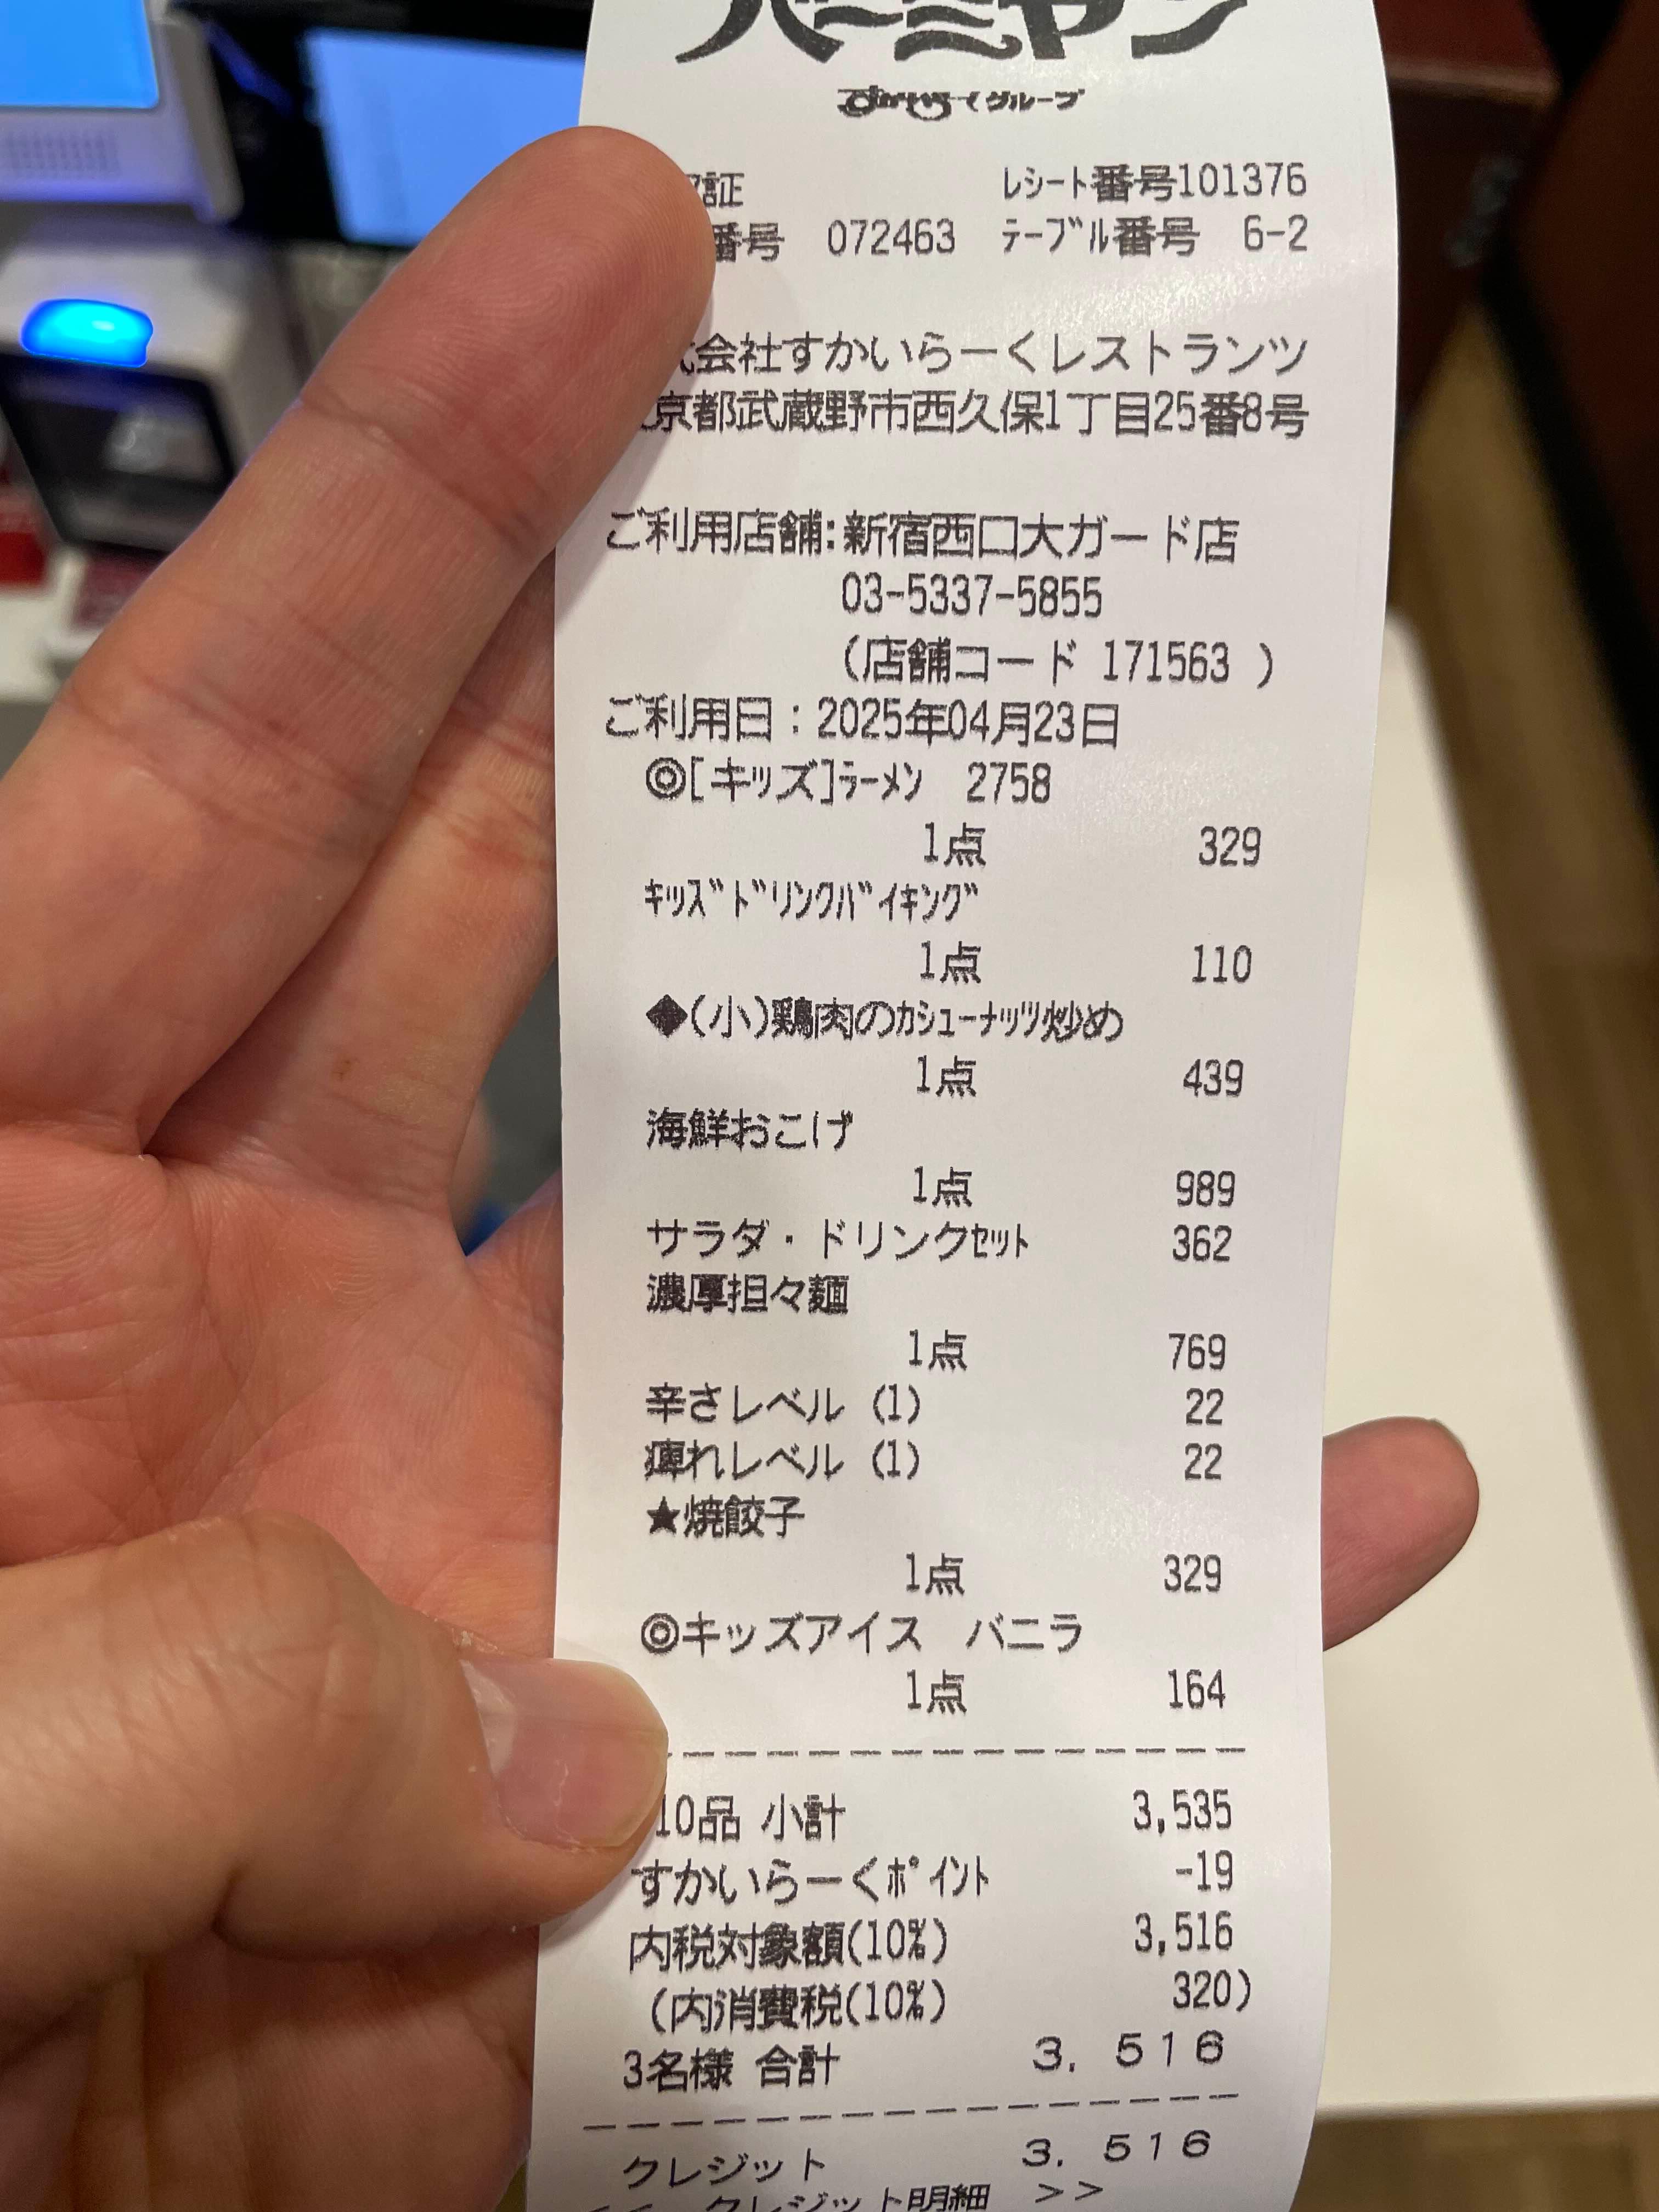 バーミヤン
すかいらーくグループ
証 レシート番号101376
番号 072463 テーブル番号 6-2
会社すかいらーくレストランツ
京都武蔵野市西久保1丁目25番8号
ご利用店舗:新宿西口大ガード店
03-5337-5855
(店舗コード 171563 )
ご利用日：2025年04月23日
◎[キッズ]ﾗｰﾒﾝ 2758
1点 329
ｷｯｽﾞﾄﾞﾘﾝｸﾊﾞｲｷﾝｸﾞ
1点 110
◆(小)鶏肉のｶｼｭｰﾅｯﾂ炒め
1点 439
海鮮おこげ
1点 989
サラダ・ドリンクｾｯﾄ 362
濃厚担々麺
1点 769
辛さレベル (1) 22
痺れレベル (1) 22
★焼餃子
1点 329
◎キッズアイス バニラ
1点 164
10品 小計 3,535
すかいらーくﾎﾟｲﾝﾄ -19
内税対象額(10%) 3,516
(内消費税(10%) 320)
3名様 合計 3,516
クレジット 3,516
クレジット明細 >>